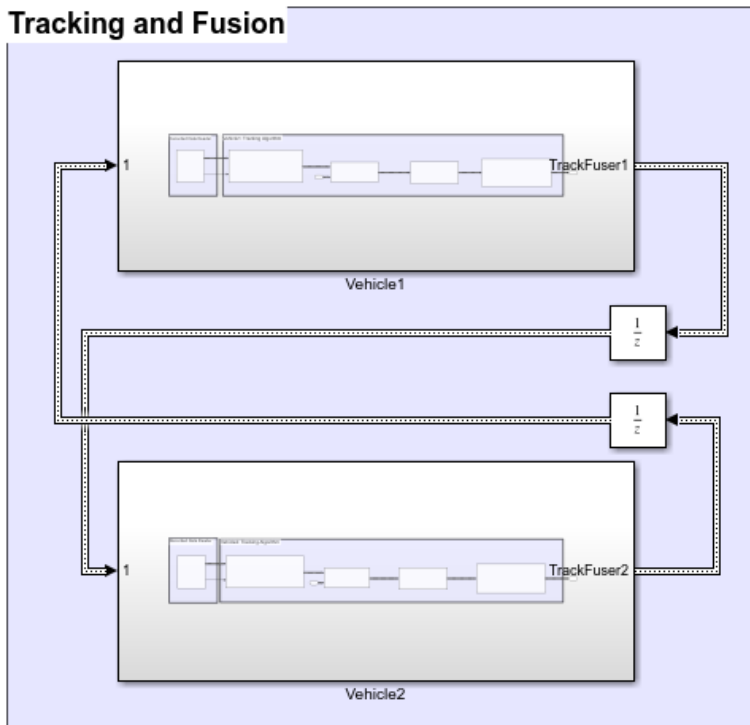 Tracking and Fusion
1
TrackFuser1
Vehicle1
1
z
1
z
1
TrackFuser2
Vehicle2